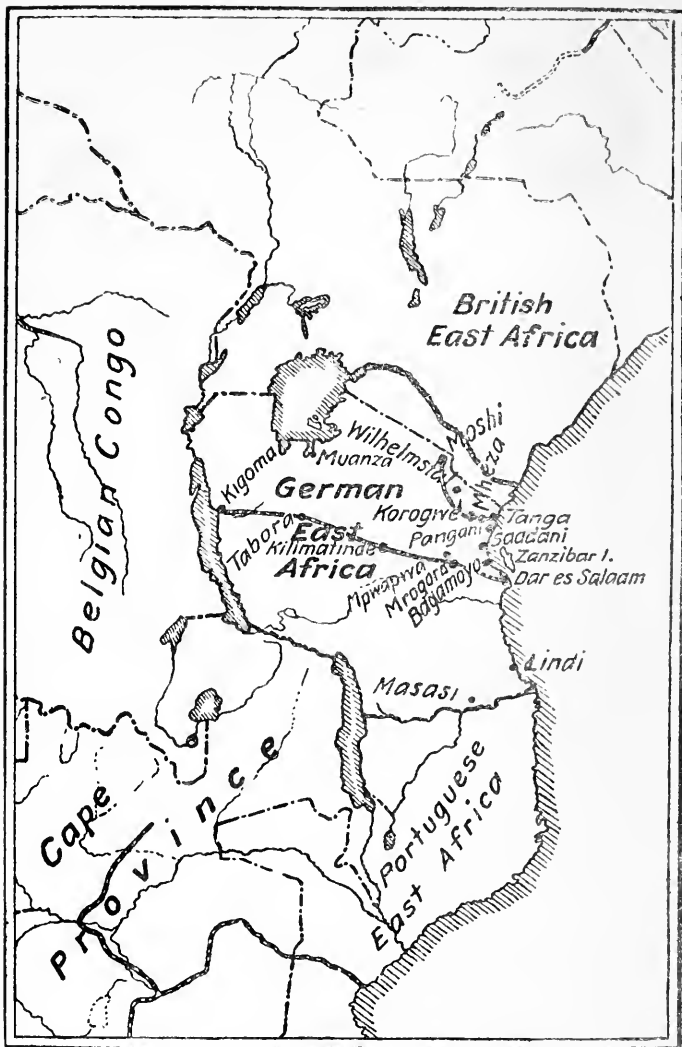 British
East Africa
Belgian Congo
Moshi
Wilhelmstal
Mheza
Muanza
Kigoma
German
Korogwe
Tanga
Pangani
Saadani
Tabora
East
Kilimatinde
Zanzibar I.
Africa
Mpwapwa
Mrogora
Bagamoyo
Dar es Salaam
Lindi
Masasi
Cape
Province
Portuguese
East Africa